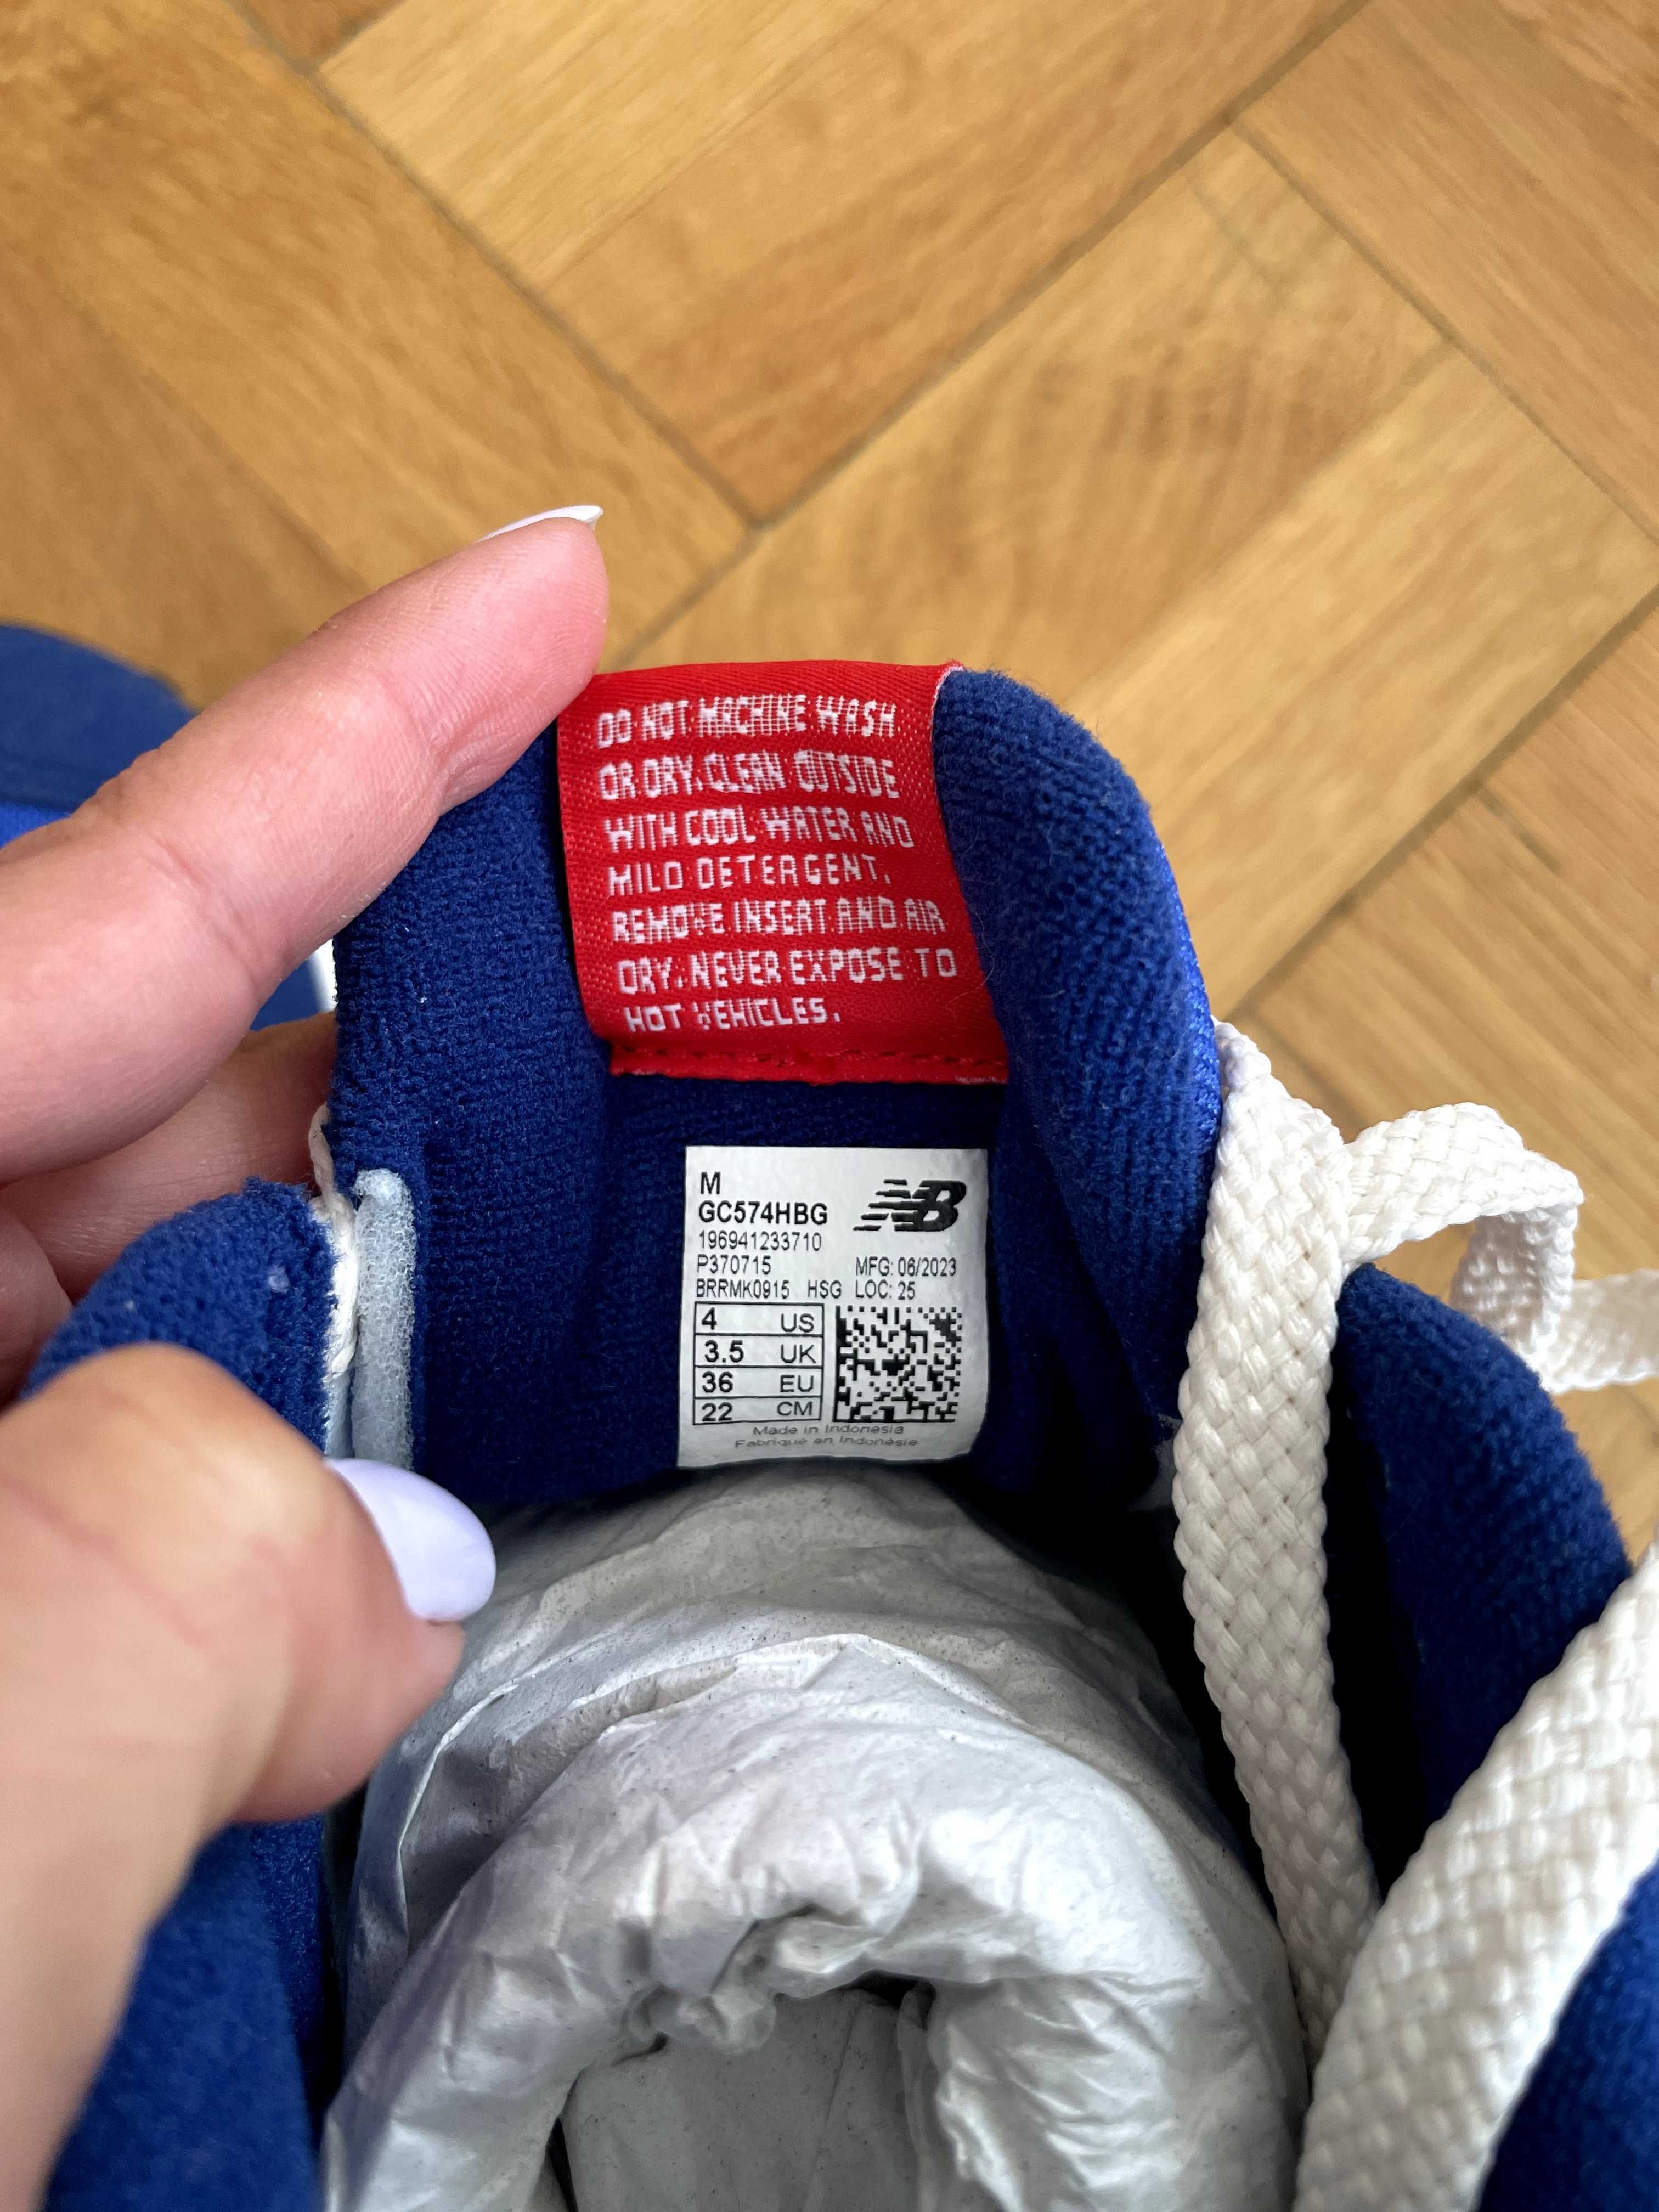 DO NOT MACHINE WASH
OR DRY. CLEAN OUTSIDE
WITH COOL WATER AND
MILD DETERGENT,
REMOVE INSERT AND AIR
DRY. NEVER EXPOSE TO
HOT VEHICLES.
M
GC574HBG
NB
196941233710
P370715 MFG: 06/2023
BRRMK0915 HSG LOC: 25
4 US
3.5 UK
36 EU
22 CM
Made in Indonesia
Fabriqué en Indonésie